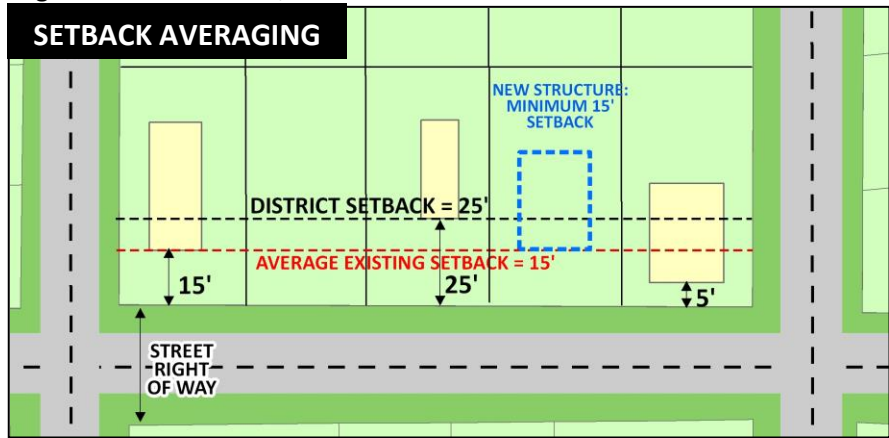 SETBACK AVERAGING
NEW STRUCTURE:
MINIMUM 15'
SETBACK
DISTRICT SETBACK = 25'
AVERAGE EXISTING SETBACK = 15'
15'
25'
5'
STREET
RIGHT
OF WAY